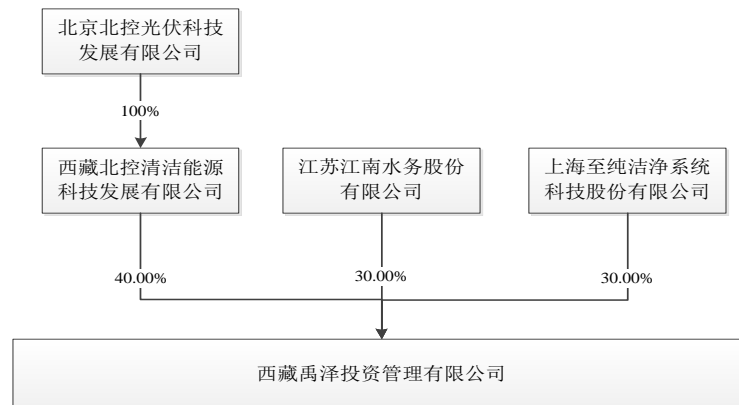 北京北控光伏科技
发展有限公司
100%
西藏北控清洁能源
科技发展有限公司
江苏江南水务股份
有限公司
上海至纯洁净系统
科技股份有限公司
40.00%
30.00%
30.00%
西藏禹泽投资管理有限公司